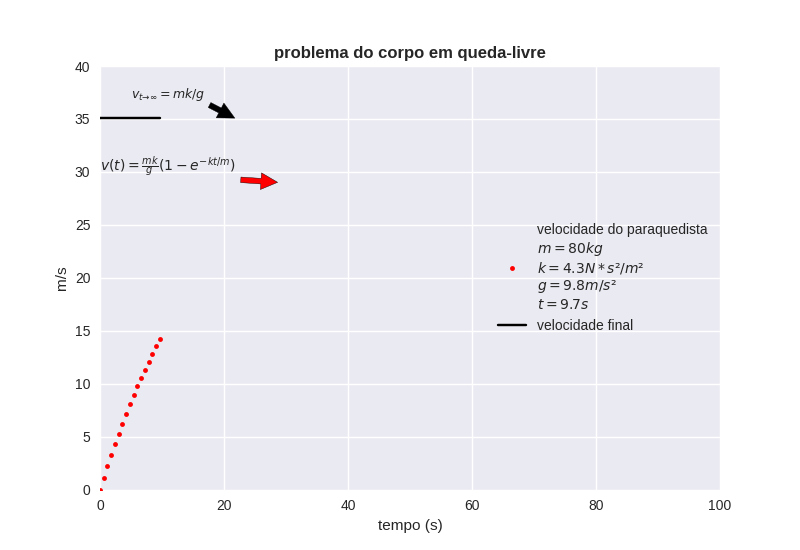 problema do corpo em queda-livre
40
35
30
25
20
15
10
5
0
m/s
v_{t→∞} = mk/g
v(t) = \frac{mk}{g}(1 − e^{−kt/m})
velocidade do paraquedista
m = 80kg
k = 4.3N * s²/m²
g = 9.8m/s²
t = 9.7s
velocidade final
0 20 40 60 80 100
tempo (s)